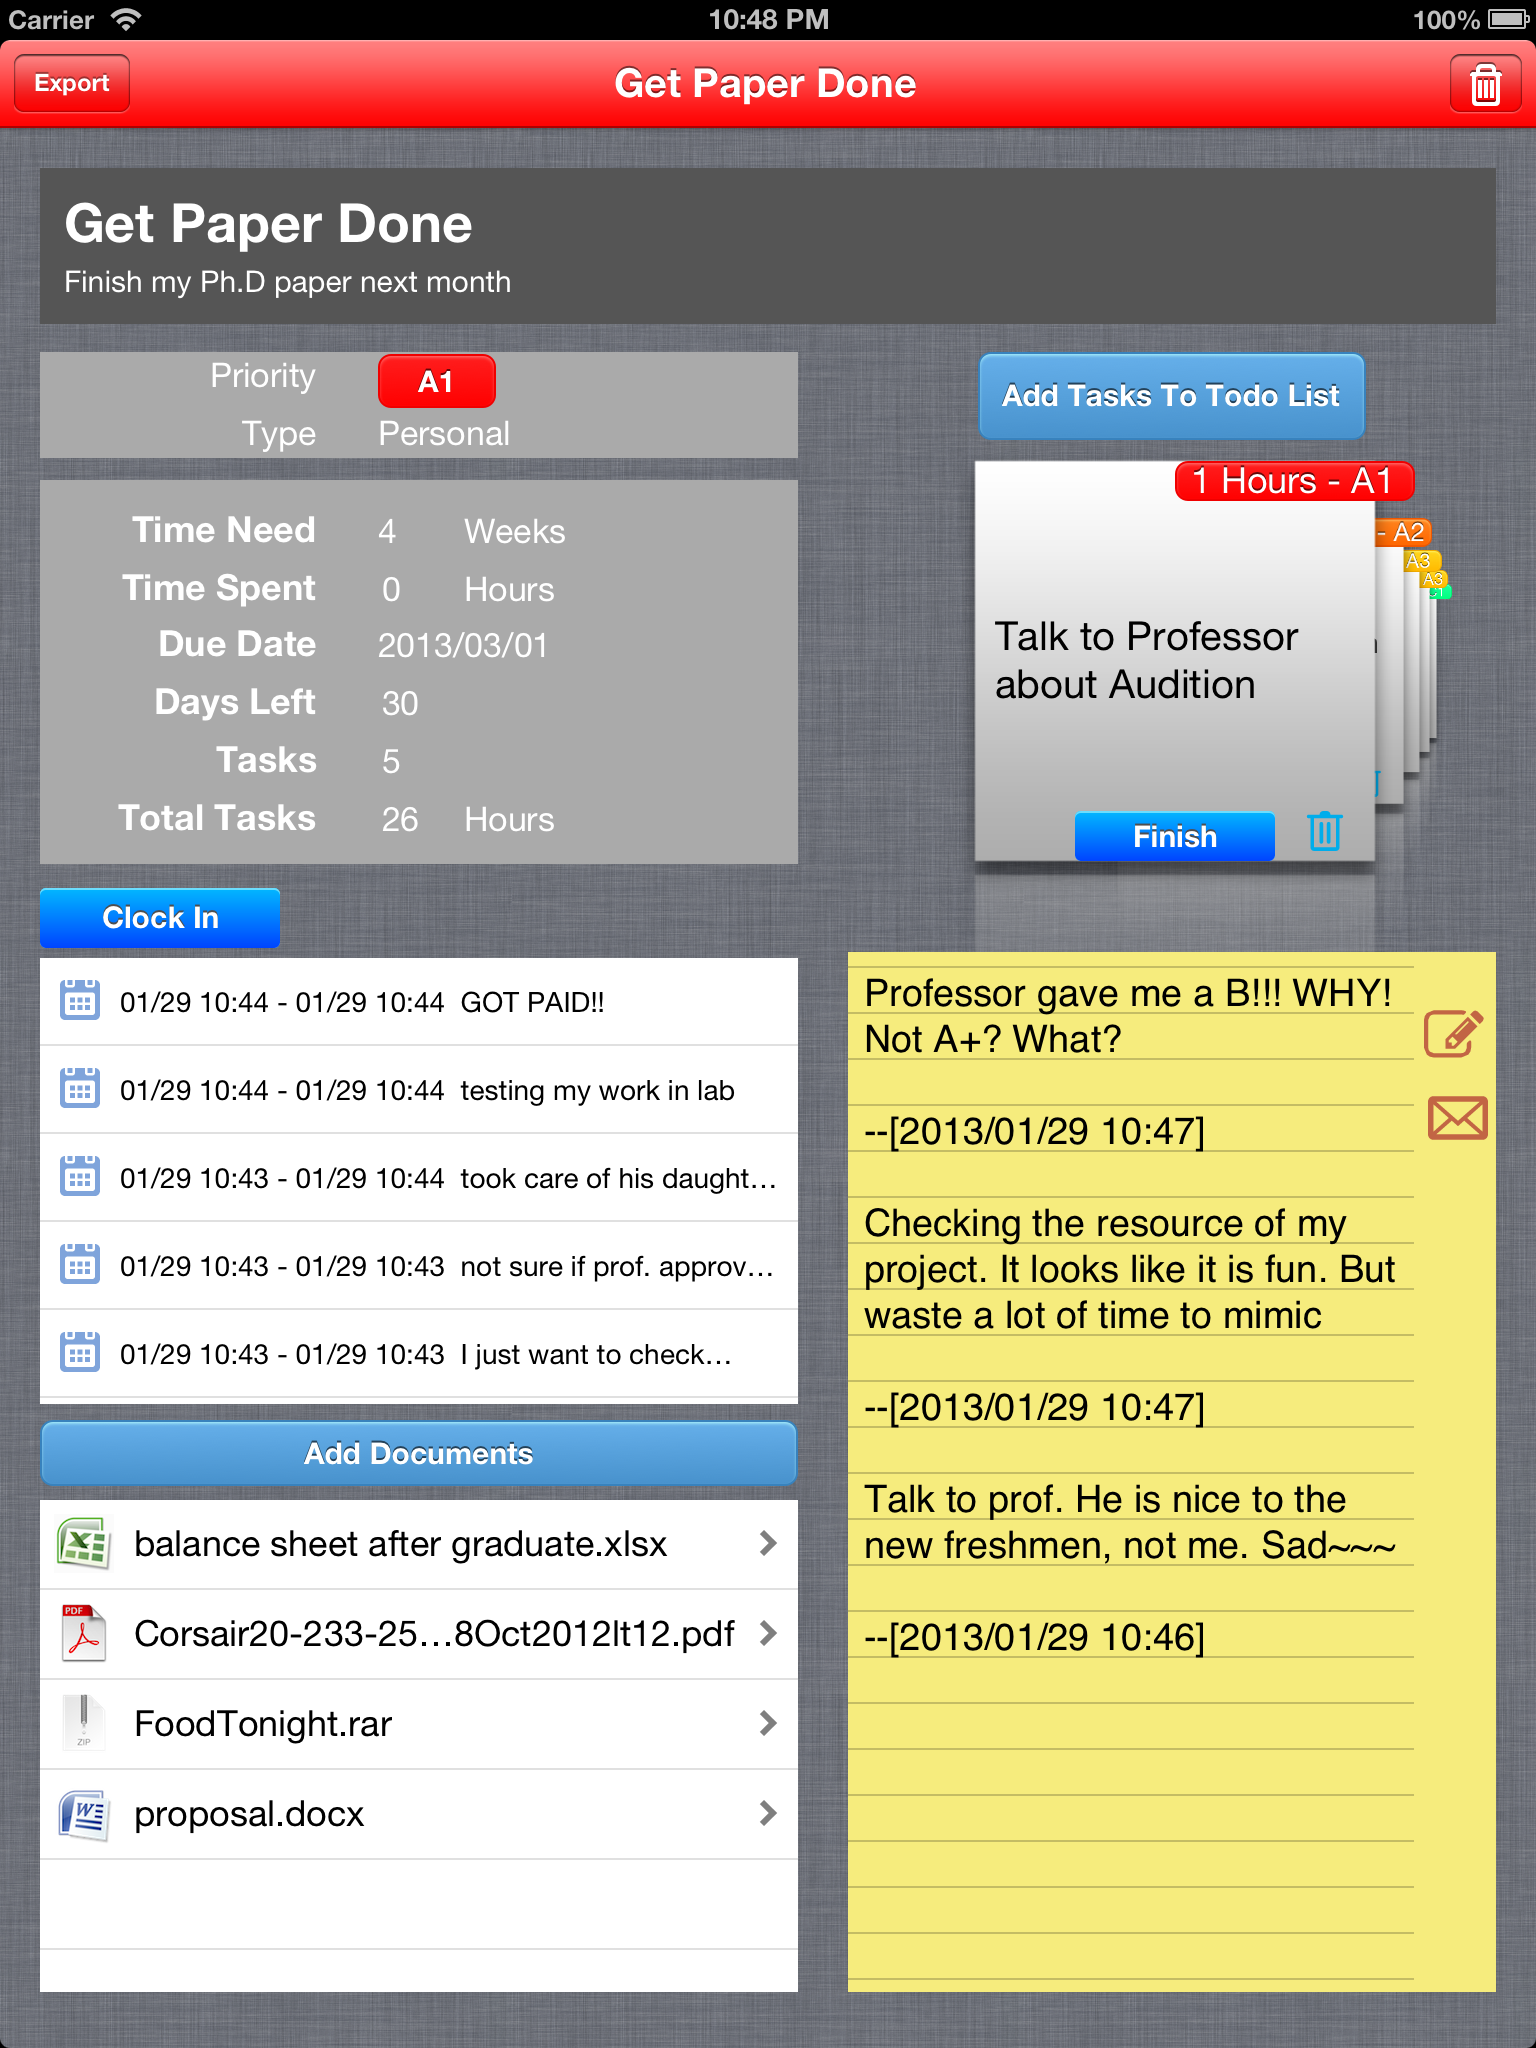 Carrier 10:48 PM 100%
Export Get Paper Done
Get Paper Done
Finish my Ph.D paper next month
Priority A1
Type Personal
Time Need 4 Weeks
Time Spent 0 Hours
Due Date 2013/03/01
Days Left 30
Tasks 5
Total Tasks 26 Hours
Add Tasks To Todo List
1 Hours - A1
- A2
A3
A3
Talk to Professor
about Audition
Finish
Clock In
01/29 10:44 - 01/29 10:44 GOT PAID!!
01/29 10:44 - 01/29 10:44 testing my work in lab
01/29 10:43 - 01/29 10:44 took care of his daught...
01/29 10:43 - 01/29 10:43 not sure if prof. approv...
01/29 10:43 - 01/29 10:43 I just want to check...
Add Documents
balance sheet after graduate.xlsx
PDF
Corsair20-233-25...8Oct2012lt12.pdf
ZIP
FoodTonight.rar
W
proposal.docx
Professor gave me a B!!! WHY!
Not A+? What?
--[2013/01/29 10:47]
Checking the resource of my
project. It looks like it is fun. But
waste a lot of time to mimic
--[2013/01/29 10:47]
Talk to prof. He is nice to the
new freshmen, not me. Sad~~~
--[2013/01/29 10:46]